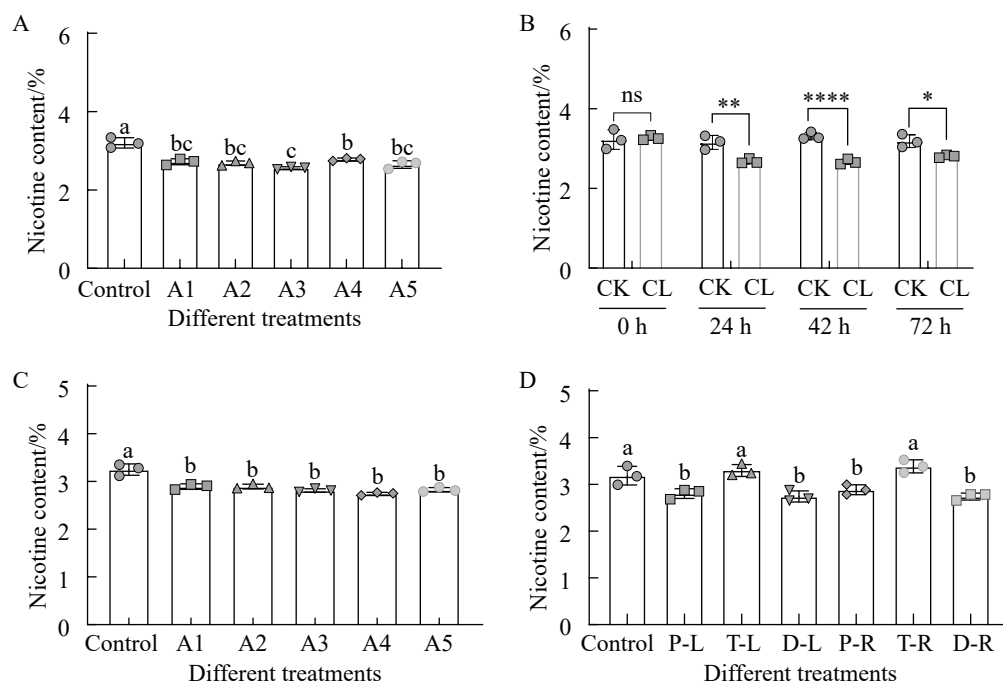 A
Nicotine content/%
6
4
2
0
a
bc
bc
c
b
bc
Control A1 A2 A3 A4 A5
Different treatments
B
Nicotine content/%
6
4
2
0
ns
**
****
*
CK CL CK CL CK CL CK CL
0 h 24 h 42 h 72 h
C
Nicotine content/%
5
4
3
2
1
0
a
b
b
b
b
b
Control A1 A2 A3 A4 A5
Different treatments
D
Nicotine content/%
5
4
3
2
1
0
a
b
a
b
b
a
b
Control P-L T-L D-L P-R T-R D-R
Different treatments